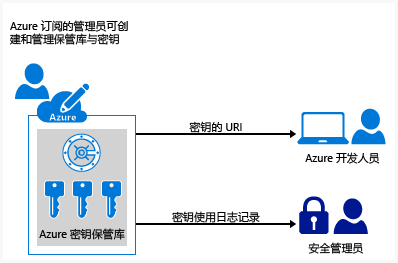 Azure 订阅的管理员可创
建和管理保管库与密钥
Azure
密钥的 URI
Azure 开发人员
Azure 密钥保管库
密钥使用日志记录
安全管理员